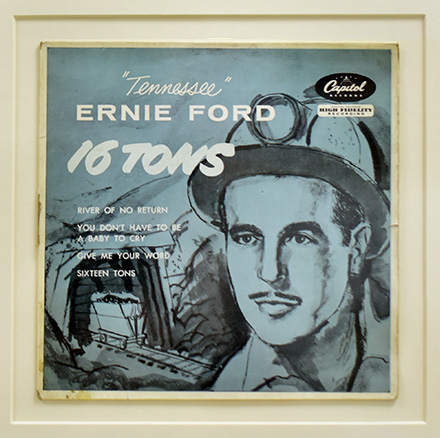 "Tennessee"
ERNIE FORD
Capitol
RECORDS
HIGH FIDELITY
RECORDING
16 TONS
RIVER OF NO RETURN
YOU DON'T HAVE TO BE
A BABY TO CRY
GIVE ME YOUR WORD
SIXTEEN TONS